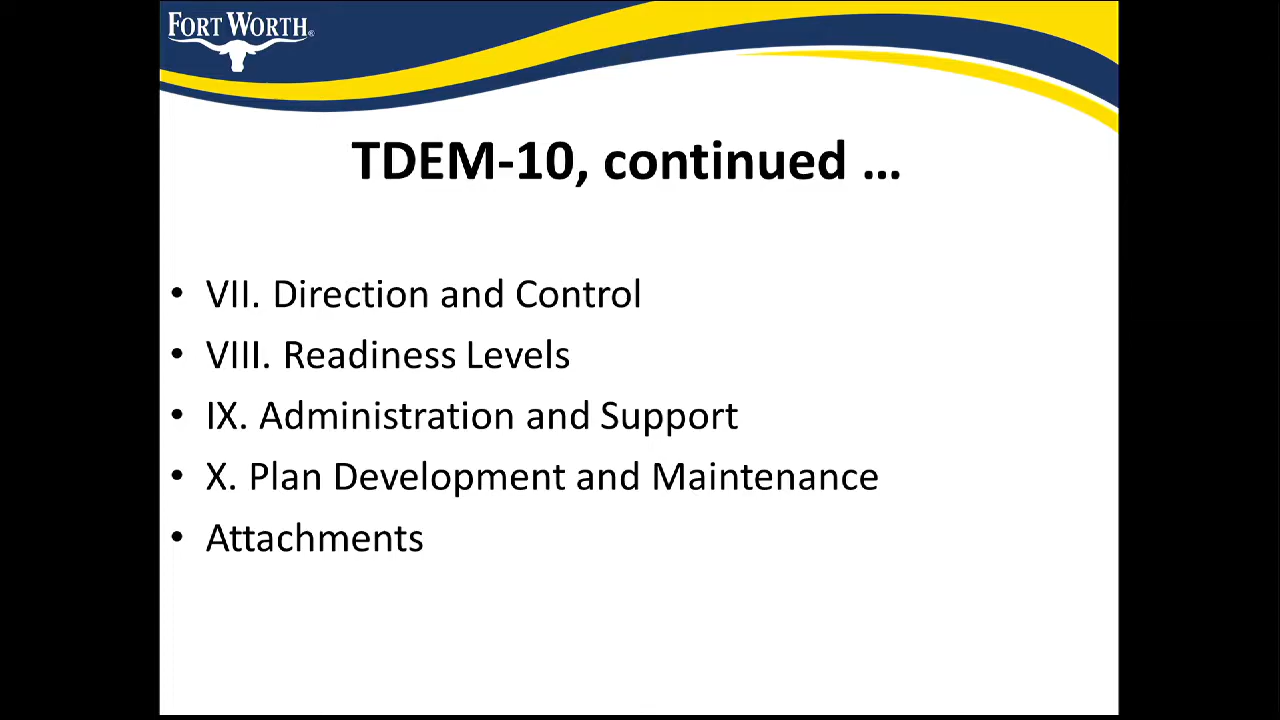 FORT WORTH®
TDEM-10, continued ...
• VII. Direction and Control
• VIII. Readiness Levels
• IX. Administration and Support
• X. Plan Development and Maintenance
• Attachments